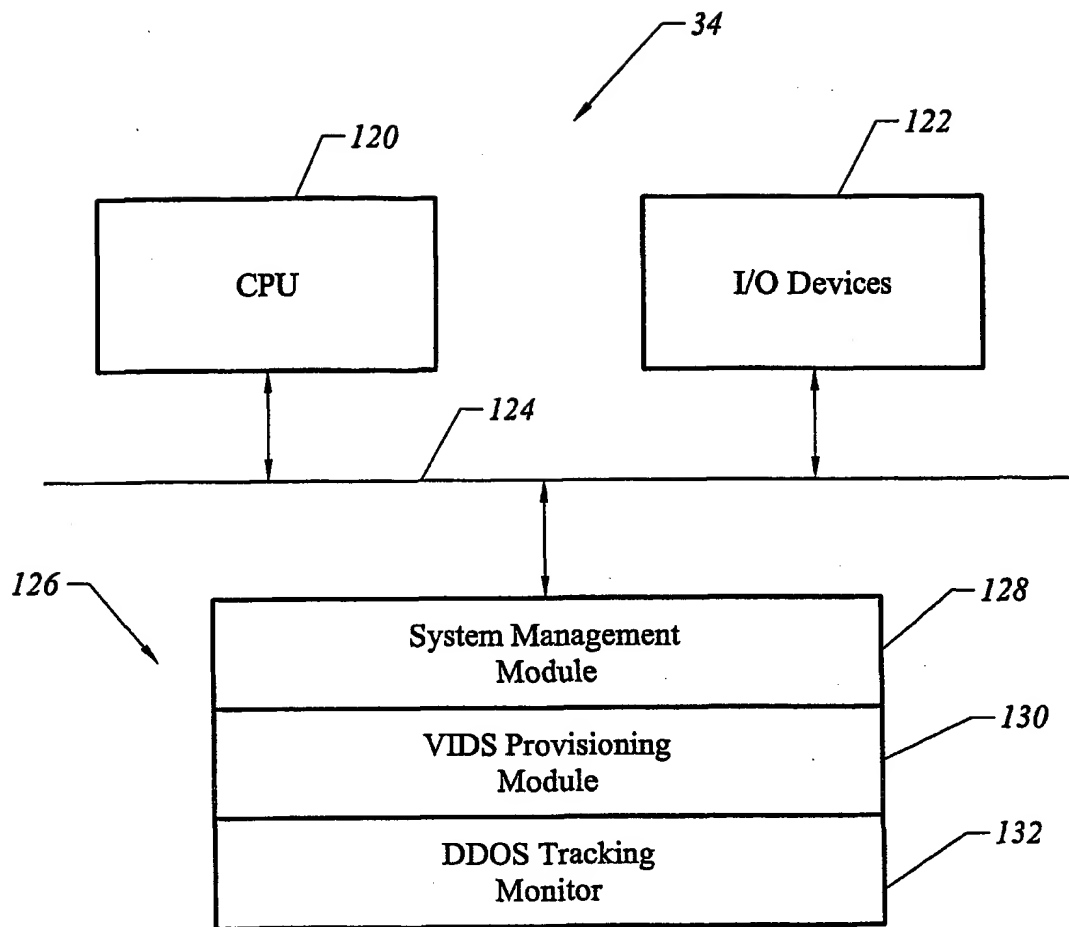 34
120
122
CPU
I/O Devices
124
126
128
System Management
Module
130
VIDS Provisioning
Module
132
DDOS Tracking
Monitor